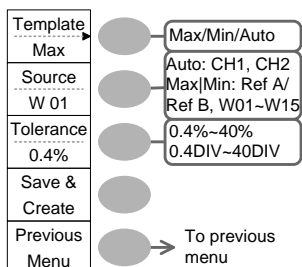 Template
Max
Max/Min/Auto
Source
W 01
Auto: CH1, CH2
Max|Min: Ref A/
Ref B, W01~W15
Tolerance
0.4%
0.4%~40%
0.4DIV~40DIV
Save &
Create
Previous
Menu
To previous
menu